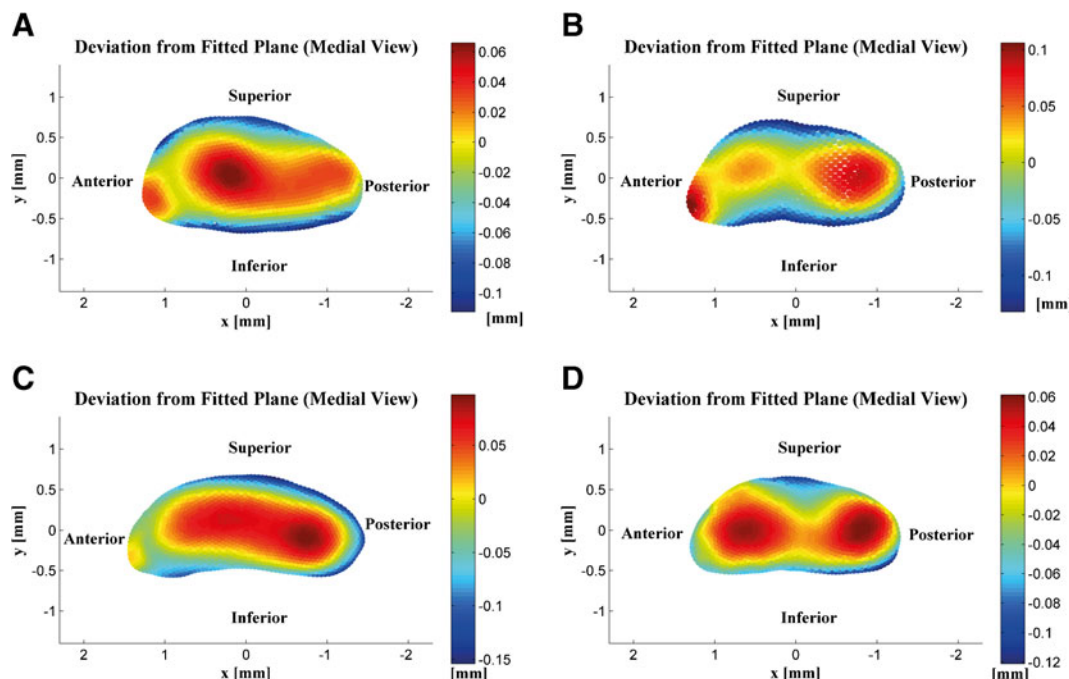 A
Deviation from Fitted Plane (Medial View)
0.06
0.04
0.02
0
-0.02
-0.04
-0.06
-0.08
-0.1
[mm]
1
0.5
0
-0.5
-1
y [mm]
Superior
Anterior
Posterior
Inferior
2
1
0
-1
-2
x [mm]
B
Deviation from Fitted Plane (Medial View)
0.1
0.05
0
-0.05
-0.1
[mm
1
0.5
0
-0.5
-1
y [mm]
Superior
Anterior
Posterior
Inferior
2
1
0
-1
-2
x [mm]
C
Deviation from Fitted Plane (Medial View)
0.05
0
-0.05
-0.1
-0.15
[mm]
1
0.5
0
-0.5
-1
y [mm]
Superior
Anterior
Posterior
Inferior
2
1
0
-1
-2
x [mm]
D
Deviation from Fitted Plane (Medial View)
0.06
0.04
0.02
0
-0.02
-0.04
-0.06
-0.08
-0.10
-0.12
[mm]
1
0.5
0
-0.5
-1
y [mm]
Superior
Anterior
Posterior
Inferior
2
1
0
-1
-2
x [mm]